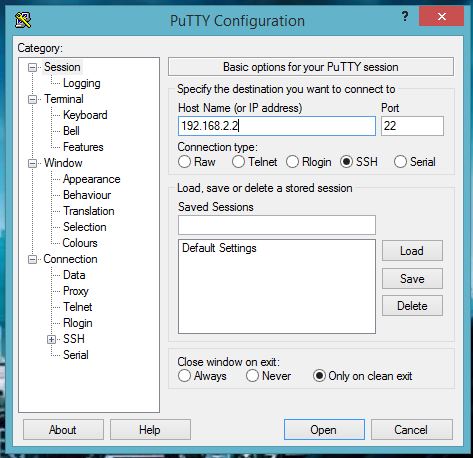 PuTTY Configuration
?
Category:
Session
Logging
Terminal
Keyboard
Bell
Features
Window
Appearance
Behaviour
Translation
Selection
Colours
Connection
Data
Proxy
Telnet
Rlogin
SSH
Serial
Basic options for your PuTTY session
Specify the destination you want to connect to
Host Name (or IP address) Port
192.168.2.2 22
Connection type:
Raw Telnet Rlogin SSH Serial
Load, save or delete a stored session
Saved Sessions
Default Settings
Load
Save
Delete
Close window on exit:
Always Never Only on clean exit
About Help Open Cancel